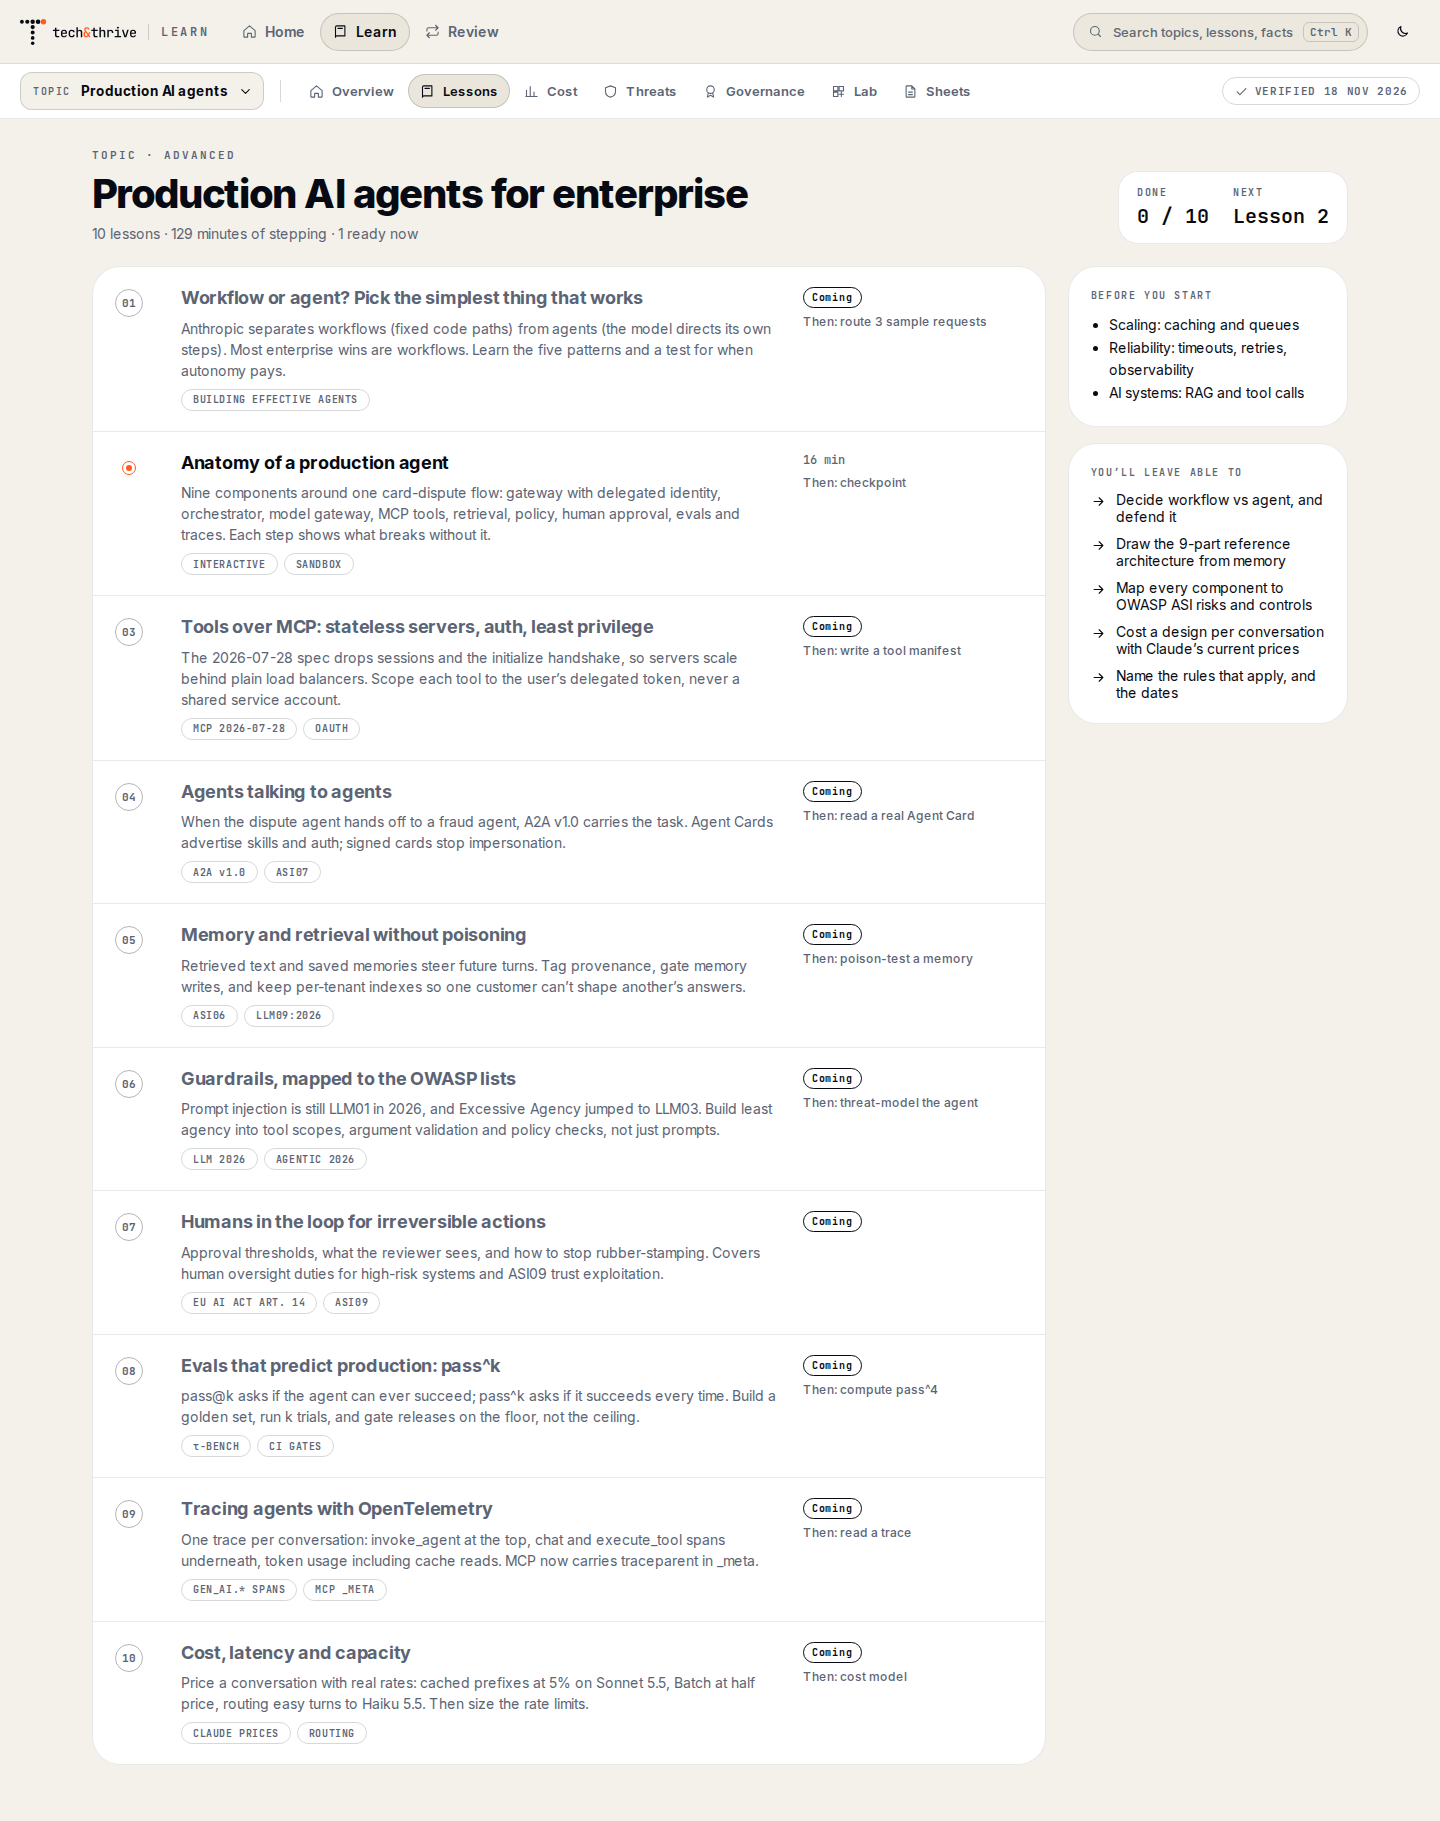 tech&thrive
LEARN
Home
Learn
Review
Search topics, lessons, facts
Ctrl K
TOPIC Production AI agents
Overview
Lessons
Cost
Threats
Governance
Lab
Sheets
VERIFIED 18 NOV 2026
TOPIC · ADVANCED
Production AI agents for enterprise
10 lessons · 129 minutes of stepping · 1 ready now
DONE
0 / 10
NEXT
Lesson 2
01
Workflow or agent? Pick the simplest thing that works
Anthropic separates workflows (fixed code paths) from agents (the model directs its own
steps). Most enterprise wins are workflows. Learn the five patterns and a test for when
autonomy pays.
BUILDING EFFECTIVE AGENTS
Coming
Then: route 3 sample requests
Anatomy of a production agent
Nine components around one card-dispute flow: gateway with delegated identity,
orchestrator, model gateway, MCP tools, retrieval, policy, human approval, evals and
traces. Each step shows what breaks without it.
INTERACTIVE
SANDBOX
16 min
Then: checkpoint
03
Tools over MCP: stateless servers, auth, least privilege
The 2026-07-28 spec drops sessions and the initialize handshake, so servers scale
behind plain load balancers. Scope each tool to the user’s delegated token, never a
shared service account.
MCP 2026-07-28
OAUTH
Coming
Then: write a tool manifest
04
Agents talking to agents
When the dispute agent hands off to a fraud agent, A2A v1.0 carries the task. Agent Cards
advertise skills and auth; signed cards stop impersonation.
A2A v1.0
ASI07
Coming
Then: read a real Agent Card
05
Memory and retrieval without poisoning
Retrieved text and saved memories steer future turns. Tag provenance, gate memory
writes, and keep per-tenant indexes so one customer can’t shape another’s answers.
ASI06
LLM09:2026
Coming
Then: poison-test a memory
06
Guardrails, mapped to the OWASP lists
Prompt injection is still LLM01 in 2026, and Excessive Agency jumped to LLM03. Build least
agency into tool scopes, argument validation and policy checks, not just prompts.
LLM 2026
AGENTIC 2026
Coming
Then: threat-model the agent
07
Humans in the loop for irreversible actions
Approval thresholds, what the reviewer sees, and how to stop rubber-stamping. Covers
human oversight duties for high-risk systems and ASI09 trust exploitation.
EU AI ACT ART. 14
ASI09
Coming
08
Evals that predict production: pass^k
pass@k asks if the agent can ever succeed; pass^k asks if it succeeds every time. Build a
golden set, run k trials, and gate releases on the floor, not the ceiling.
τ-BENCH
CI GATES
Coming
Then: compute pass^4
09
Tracing agents with OpenTelemetry
One trace per conversation: invoke_agent at the top, chat and execute_tool spans
underneath, token usage including cache reads. MCP now carries traceparent in _meta.
GEN_AI.* SPANS
MCP _META
Coming
Then: read a trace
10
Cost, latency and capacity
Price a conversation with real rates: cached prefixes at 5% on Sonnet 5.5, Batch at half
price, routing easy turns to Haiku 5.5. Then size the rate limits.
CLAUDE PRICES
ROUTING
Coming
Then: cost model
BEFORE YOU START
• Scaling: caching and queues
• Reliability: timeouts, retries,
observability
• AI systems: RAG and tool calls
YOU’LL LEAVE ABLE TO
→ Decide workflow vs agent, and
defend it
→ Draw the 9-part reference
architecture from memory
→ Map every component to
OWASP ASI risks and controls
→ Cost a design per conversation
with Claude’s current prices
→ Name the rules that apply, and
the dates